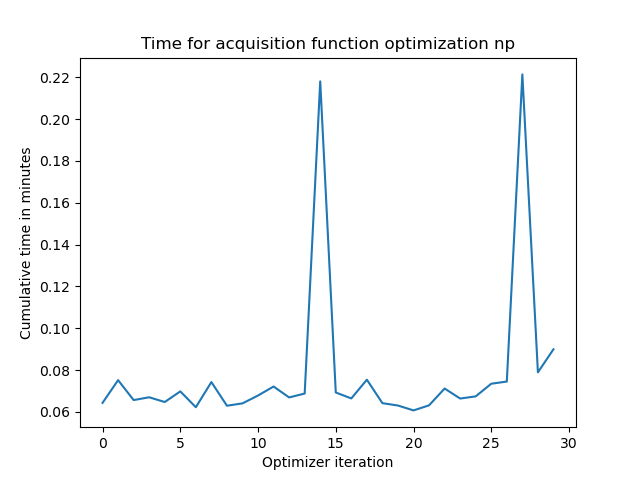 Time for acquisition function optimization np
0.22
0.20
0.18
0.16
0.14
0.12
0.10
0.08
0.06
Cumulative time in minutes
0 5 10 15 20 25 30
Optimizer iteration